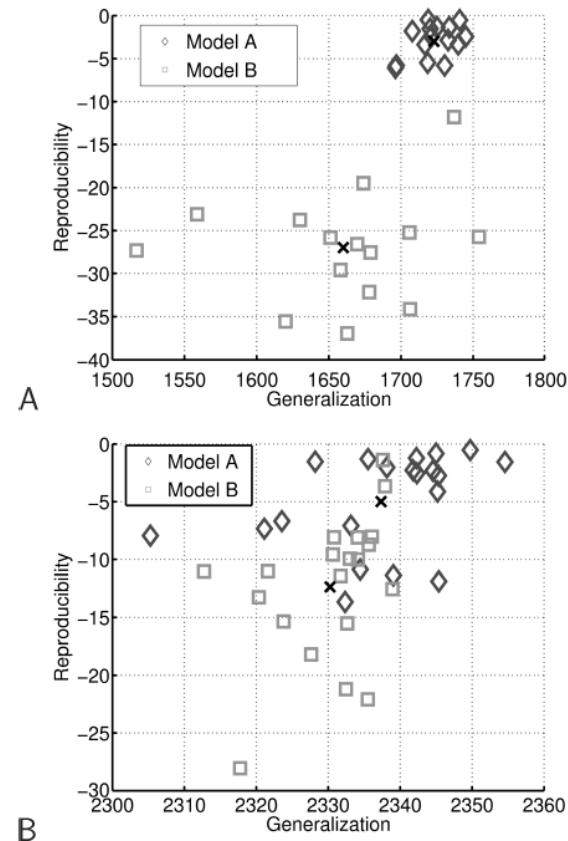 0
−5
−10
−15
−20
−25
−30
−35
−40
Reproducibility
Model A
Model B
1500 1550 1600 1650 1700 1750 1800
Generalization
A
0
−5
−10
−15
−20
−25
−30
Reproducibility
Model A
Model B
2300 2310 2320 2330 2340 2350 2360
Generalization
B